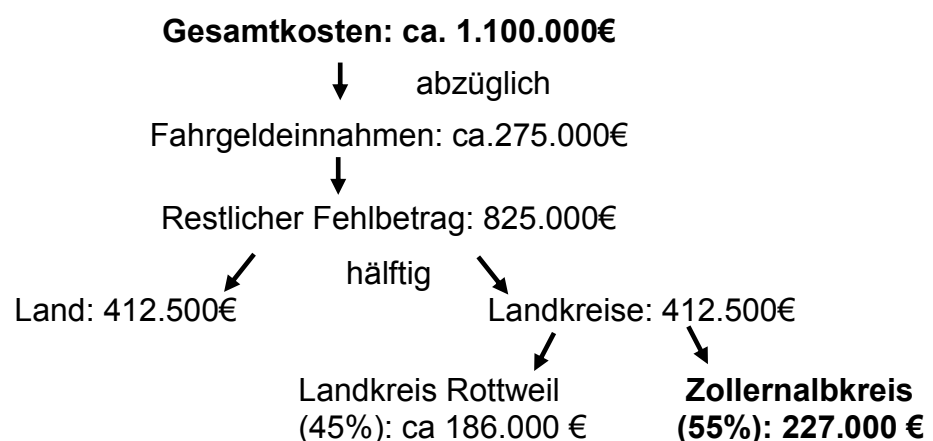 Gesamtkosten: ca. 1.100.000€
abzüglich
Fahrgeldeinnahmen: ca.275.000€
Restlicher Fehlbetrag: 825.000€
hälftig
Land: 412.500€
Landkreise: 412.500€
Landkreis Rottweil
(45%): ca 186.000 €
Zollernalbkreis
(55%): 227.000 €